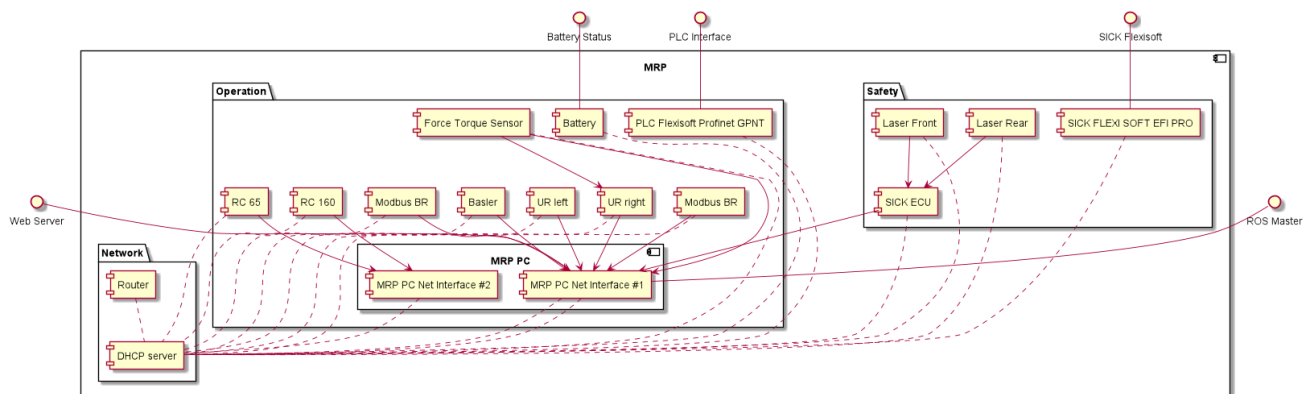 Battery Status
PLC Interface
SICK Flexisoft
MRP
Operation
Safety
Force Torque Sensor
Battery
PLC Flexisoft Profinet GPNT
Laser Front
Laser Rear
SICK FLEXI SOFT EFI PRO
RC 65
RC 160
Modbus BR
Basler
UR left
UR right
Modbus BR
SICK ECU
Web Server
ROS Master
Network
MRP PC
Router
MRP PC Net Interface #2
MRP PC Net Interface #1
DHCP server